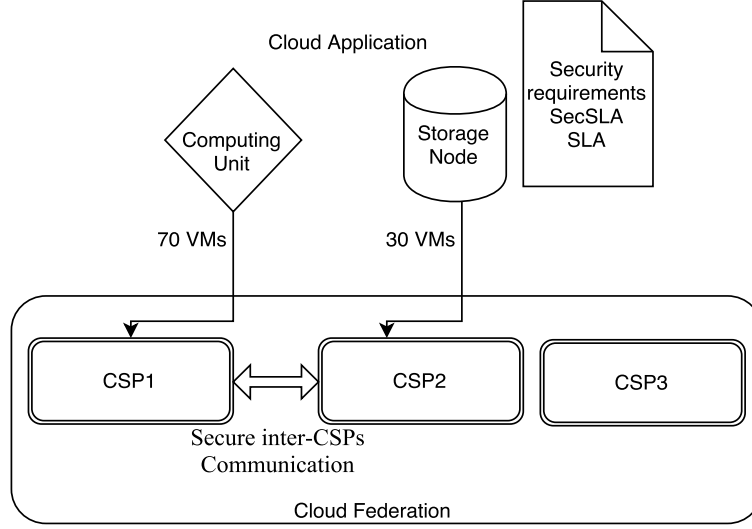 Cloud Application
Security
requirements
SecSLA
SLA
Computing
Unit
Storage
Node
70 VMs
30 VMs
CSP1
CSP2
CSP3
Secure inter-CSPs
Communication
Cloud Federation